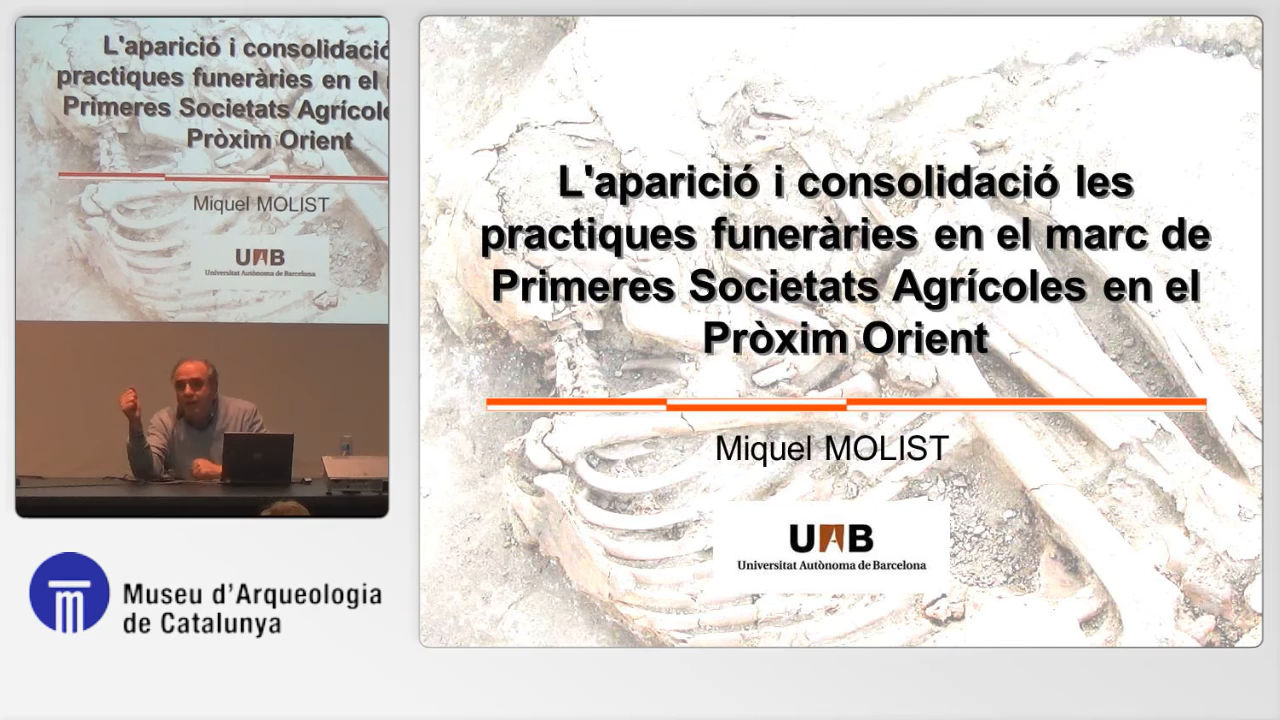 L'aparició i consolidació
practiques funeràries en el
Primeres Societats Agrícole
Pròxim Orient
Miquel MOLIST
UAB
Universitat Autònoma de Barcelona
Museu d'Arqueologia
de Catalunya
L'aparició i consolidació les
practiques funeràries en el marc de
Primeres Societats Agrícoles en el
Pròxim Orient
Miquel MOLIST
UAB
Universitat Autònoma de Barcelona